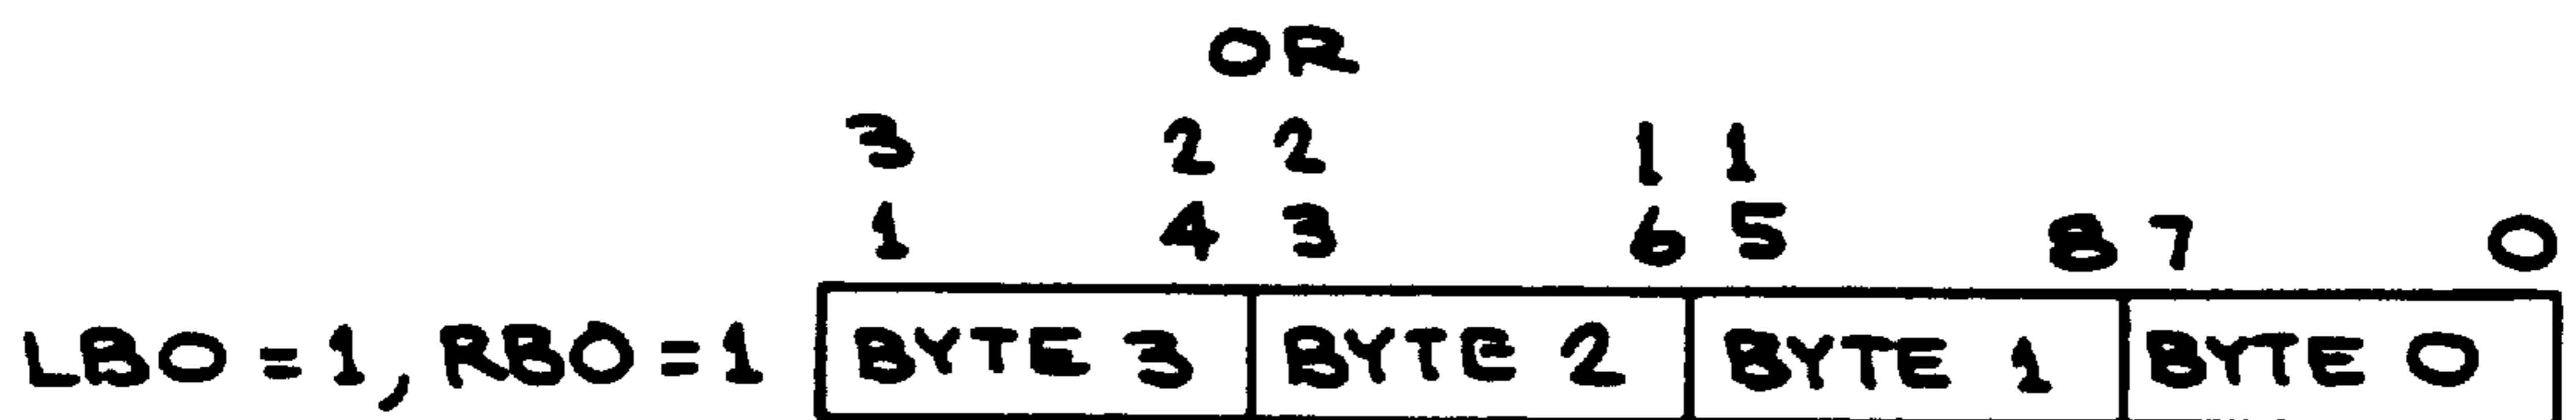 OR
3 2 2 1 1
1 4 3 6 5 8 7 0
LBO=1, RBO=1 BYTE 3 BYTE 2 BYTE 1 BYTE 0